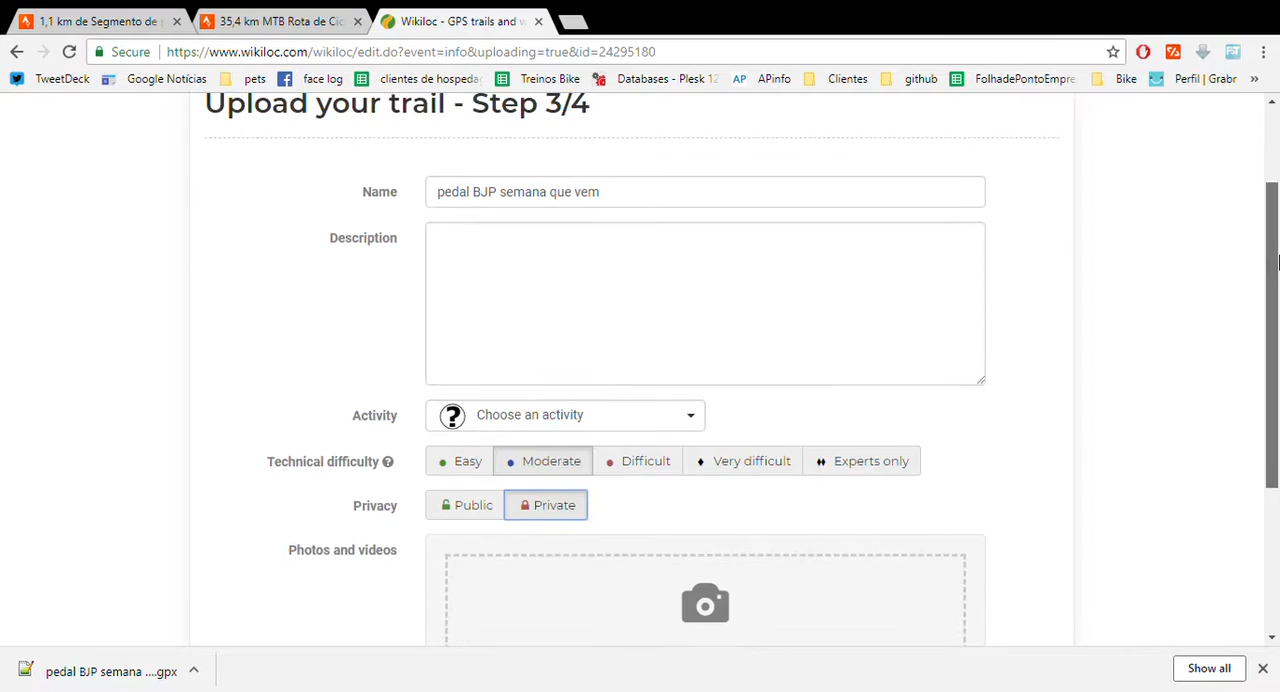 1,1 km de Segmento de
35,4 km MTB Rota de Cic
Wikiloc - GPS trails and w
Secure https://www.wikiloc.com/wikiloc/edit.do?event=info&uploading=true&id=24295180
TweetDeck Google Notícias pets face log clientes de hospeda Treinos Bike Databases - Plesk 12 APinfo Clientes github FolhadePontoEmpre Bike Perfil | Grabr »
Upload your trail - Step 3/4
Name pedal BJP semana que vem
Description
Activity ? Choose an activity
Technical difficulty Easy Moderate Difficult Very difficult Experts only
Privacy Public Private
Photos and videos
pedal BJP semana ....gpx Show all